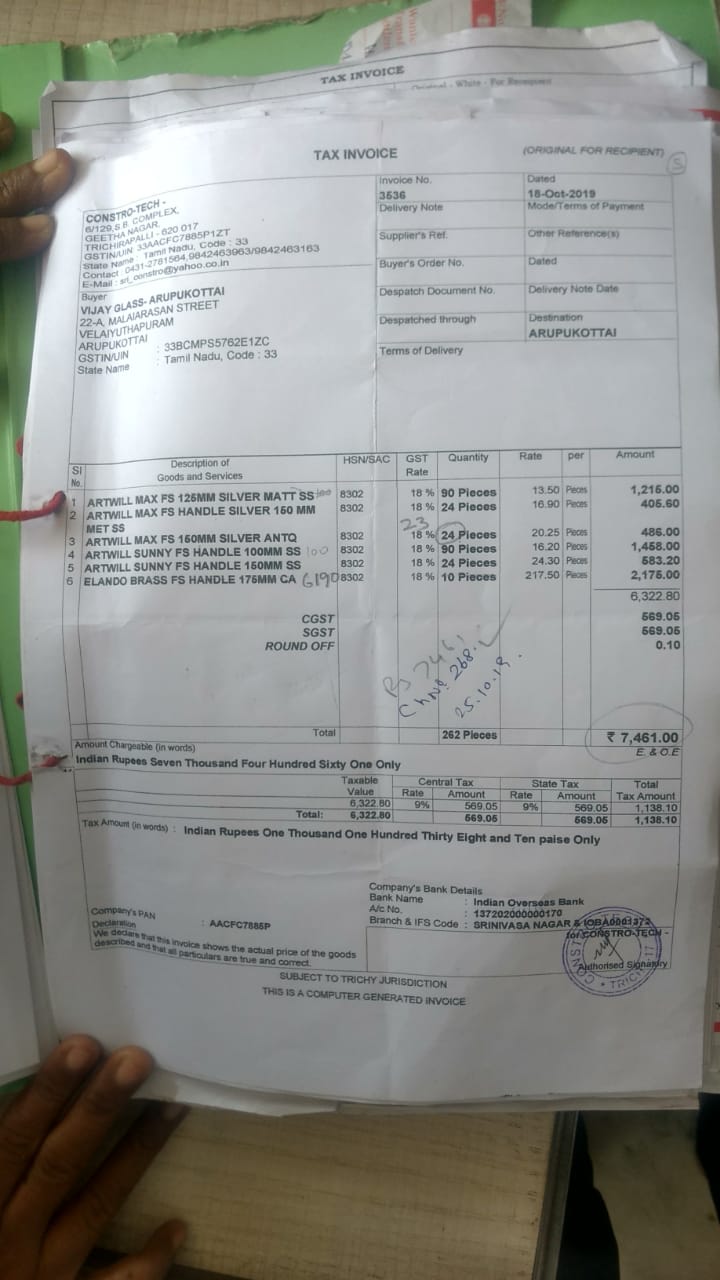 TAX INVOICE
Original - White - For Recepient
TAX INVOICE
(ORIGINAL FOR RECIPIENT)
5
CONSTRO-TECH -
6/129,S.B. COMPLEX,
GEETHA NAGAR,
TRICHIRAPALLI - 620 017
GSTIN/UIN 33AACFC7885P1ZT
State Name : Tamil Nadu, Code : 33
Contact : 0431-2781564,9842463963/9842463163
E-Mail : sri_constro@yahoo.co.in
Invoice No.
3536
Dated
18-Oct-2019
Delivery Note
Mode/Terms of Payment
Supplier's Ref.
Other Reference(s)
Buyer's Order No.
Dated
Despatch Document No.
Delivery Note Date
Despatched through
Destination
ARUPUKOTTAI
Terms of Delivery
Buyer
VIJAY GLASS- ARUPUKOTTAI
22-A, MALAIARASAN STREET
VELAIYUTHAPURAM
ARUPUKOTTAI
GSTIN/UIN : 33BCMPS5762E1ZC
State Name : Tamil Nadu, Code : 33
Sl No. Description of Goods and Services HSN/SAC GST Rate Quantity Rate per Amount
1 ARTWILL MAX FS 125MM SILVER MATT SS 100 8302 18 % 90 Pieces 13.50 Pieces 1,215.00
2 ARTWILL MAX FS HANDLE SILVER 150 MM 8302 18 % 24 Pieces 16.90 Pieces 405.60
MET SS 23
3 ARTWILL MAX FS 150MM SILVER ANTQ 8302 18 % 24 Pieces 20.25 Pieces 486.00
4 ARTWILL SUNNY FS HANDLE 100MM SS 100 8302 18 % 90 Pieces 16.20 Pieces 1,458.00
5 ARTWILL SUNNY FS HANDLE 150MM SS 8302 18 % 24 Pieces 24.30 Pieces 583.20
6 ELANDO BRASS FS HANDLE 175MM CA 6190 8302 18 % 10 Pieces 217.50 Pieces 2,175.00
6,322.80
CGST 569.05
SGST 569.05
ROUND OFF 0.10
Rs 7461
Ch No: 268.
25.10.19.
Total 262 Pieces ₹ 7,461.00
Amount Chargeable (in words) E. & O.E
Indian Rupees Seven Thousand Four Hundred Sixty One Only
Taxable Value Central Tax State Tax Total Tax Amount
Rate Amount Rate Amount
6,322.80 9% 569.05 9% 569.05 1,138.10
Total: 6,322.80 569.05 569.05 1,138.10
Tax Amount (in words) : Indian Rupees One Thousand One Hundred Thirty Eight and Ten paise Only
Company's Bank Details
Bank Name : Indian Overseas Bank
A/c No. : 137202000000170
Branch & IFS Code : SRINIVASA NAGAR & IOBA0001372
Company's PAN : AACFC7885P
Declaration
We declare that this invoice shows the actual price of the goods
described and that all particulars are true and correct.
for CONSTRO-TECH -
Authorised Signatory
SUBJECT TO TRICHY JURISDICTION
THIS IS A COMPUTER GENERATED INVOICE